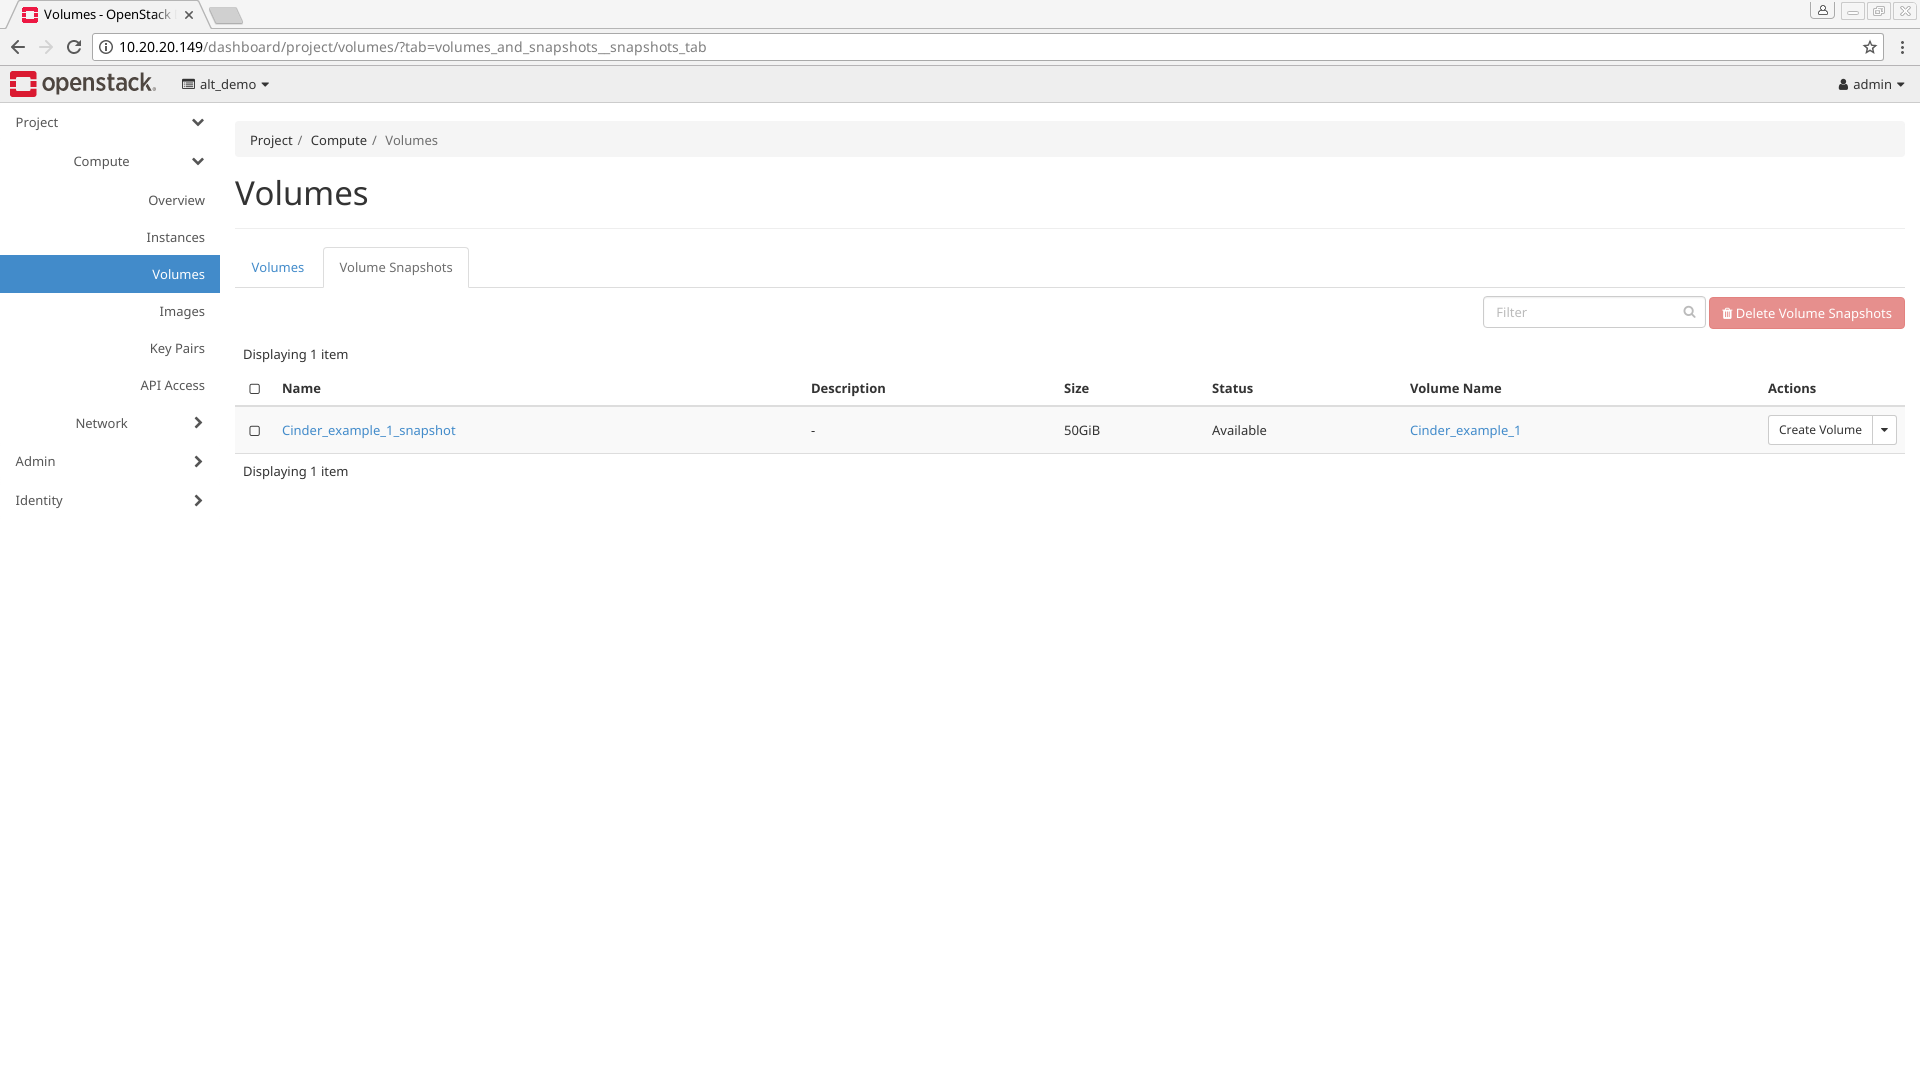 Volumes - OpenStack
10.20.20.149/dashboard/project/volumes/?tab=volumes_and_snapshots__snapshots_tab
openstack.
alt_demo
admin
Project
Compute
Overview
Instances
Volumes
Images
Key Pairs
API Access
Network
Admin
Identity
Project / Compute / Volumes
Volumes
Volumes Volume Snapshots
Filter Delete Volume Snapshots
Displaying 1 item
Name Description Size Status Volume Name Actions
Cinder_example_1_snapshot - 50GiB Available Cinder_example_1 Create Volume
Displaying 1 item